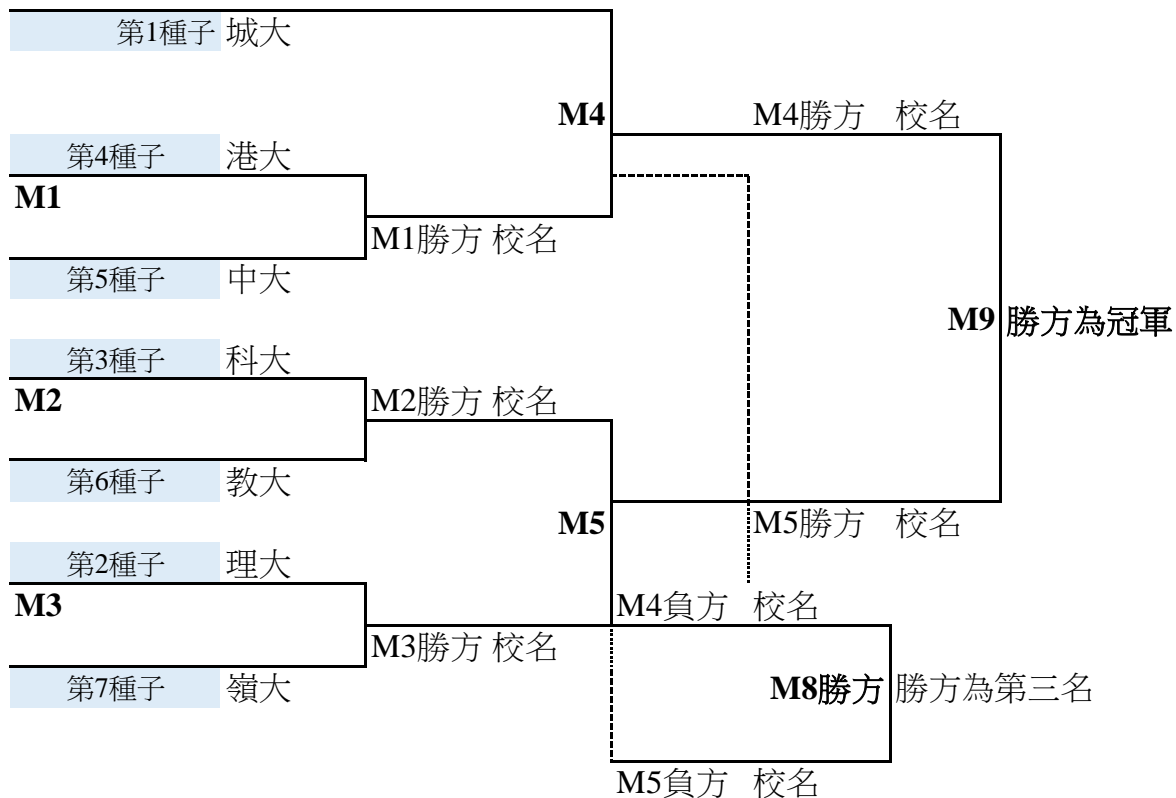 第1種子 城大
M4 M4勝方 校名
第4種子 港大
M1
M1勝方 校名
第5種子 中大
M9 勝方為冠軍
第3種子 科大
M2 M2勝方 校名
第6種子 教大
M5 M5勝方 校名
第2種子 理大
M3 M4負方 校名
M3勝方 校名
第7種子 嶺大 M8勝方 勝方為第三名
M5負方 校名